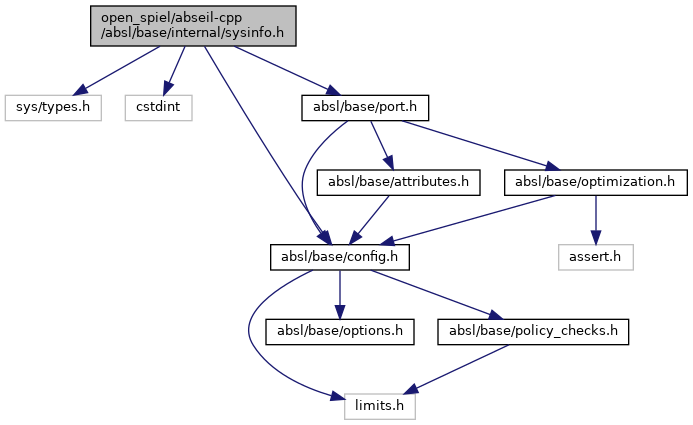 open_spiel/abseil-cpp
/absl/base/internal/sysinfo.h
sys/types.h
cstdint
absl/base/port.h
absl/base/attributes.h
absl/base/optimization.h
absl/base/config.h
assert.h
absl/base/options.h
absl/base/policy_checks.h
limits.h